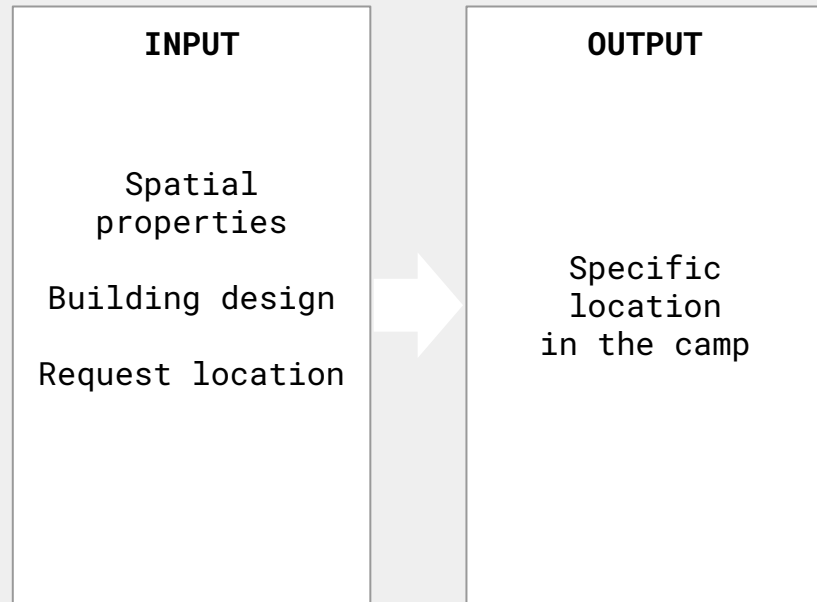 INPUT
Spatial
properties
Building design
Request location
OUTPUT
Specific
location
in the camp